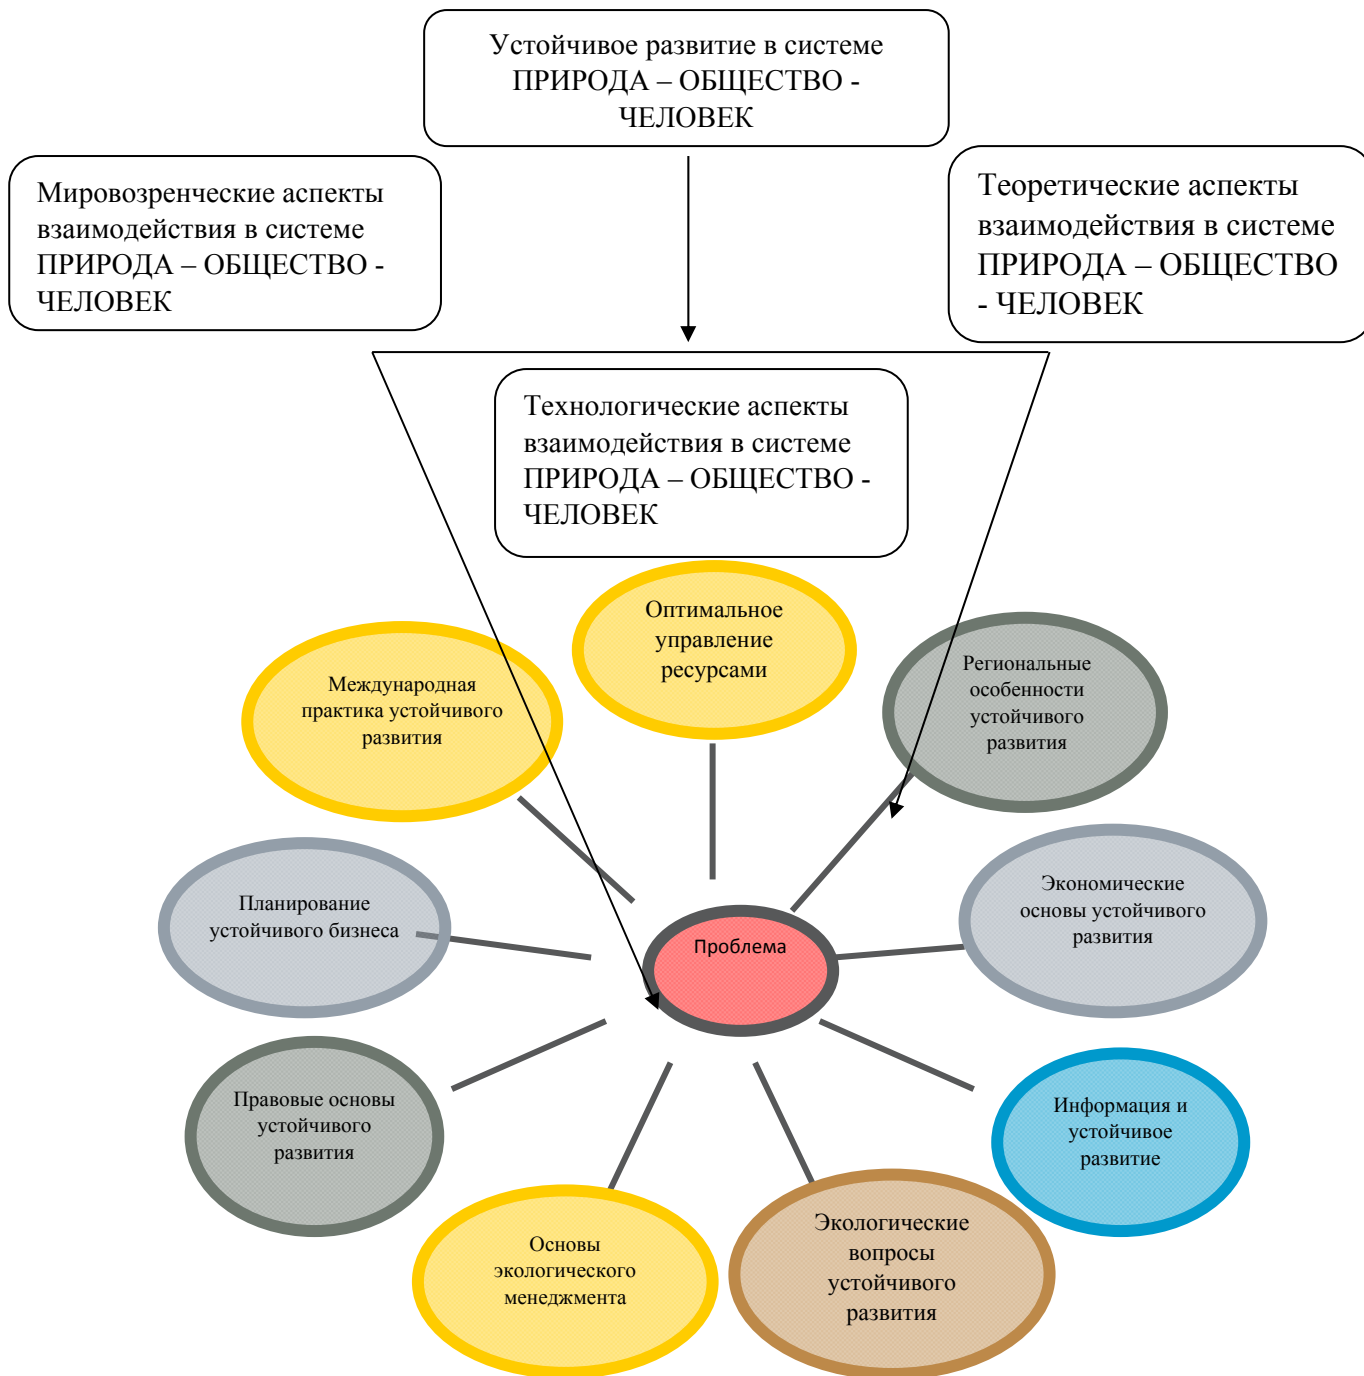 Устойчивое развитие в системе
ПРИРОДА – ОБЩЕСТВО -
ЧЕЛОВЕК
Мировозренческие аспекты
взаимодействия в системе
ПРИРОДА – ОБЩЕСТВО -
ЧЕЛОВЕК
Теоретические аспекты
взаимодействия в системе
ПРИРОДА – ОБЩЕСТВО
- ЧЕЛОВЕК
Технологические аспекты
взаимодействия в системе
ПРИРОДА – ОБЩЕСТВО -
ЧЕЛОВЕК
Оптимальное
управление
ресурсами
Международная
практика устойчивого
развития
Региональные
особенности
устойчивого
развития
Планирование
устойчивого бизнеса
Проблема
Экономические
основы устойчивого
развития
Правовые основы
устойчивого
развития
Информация и
устойчивое
развитие
Основы
экологического
менеджмента
Экологические
вопросы
устойчивого
развития